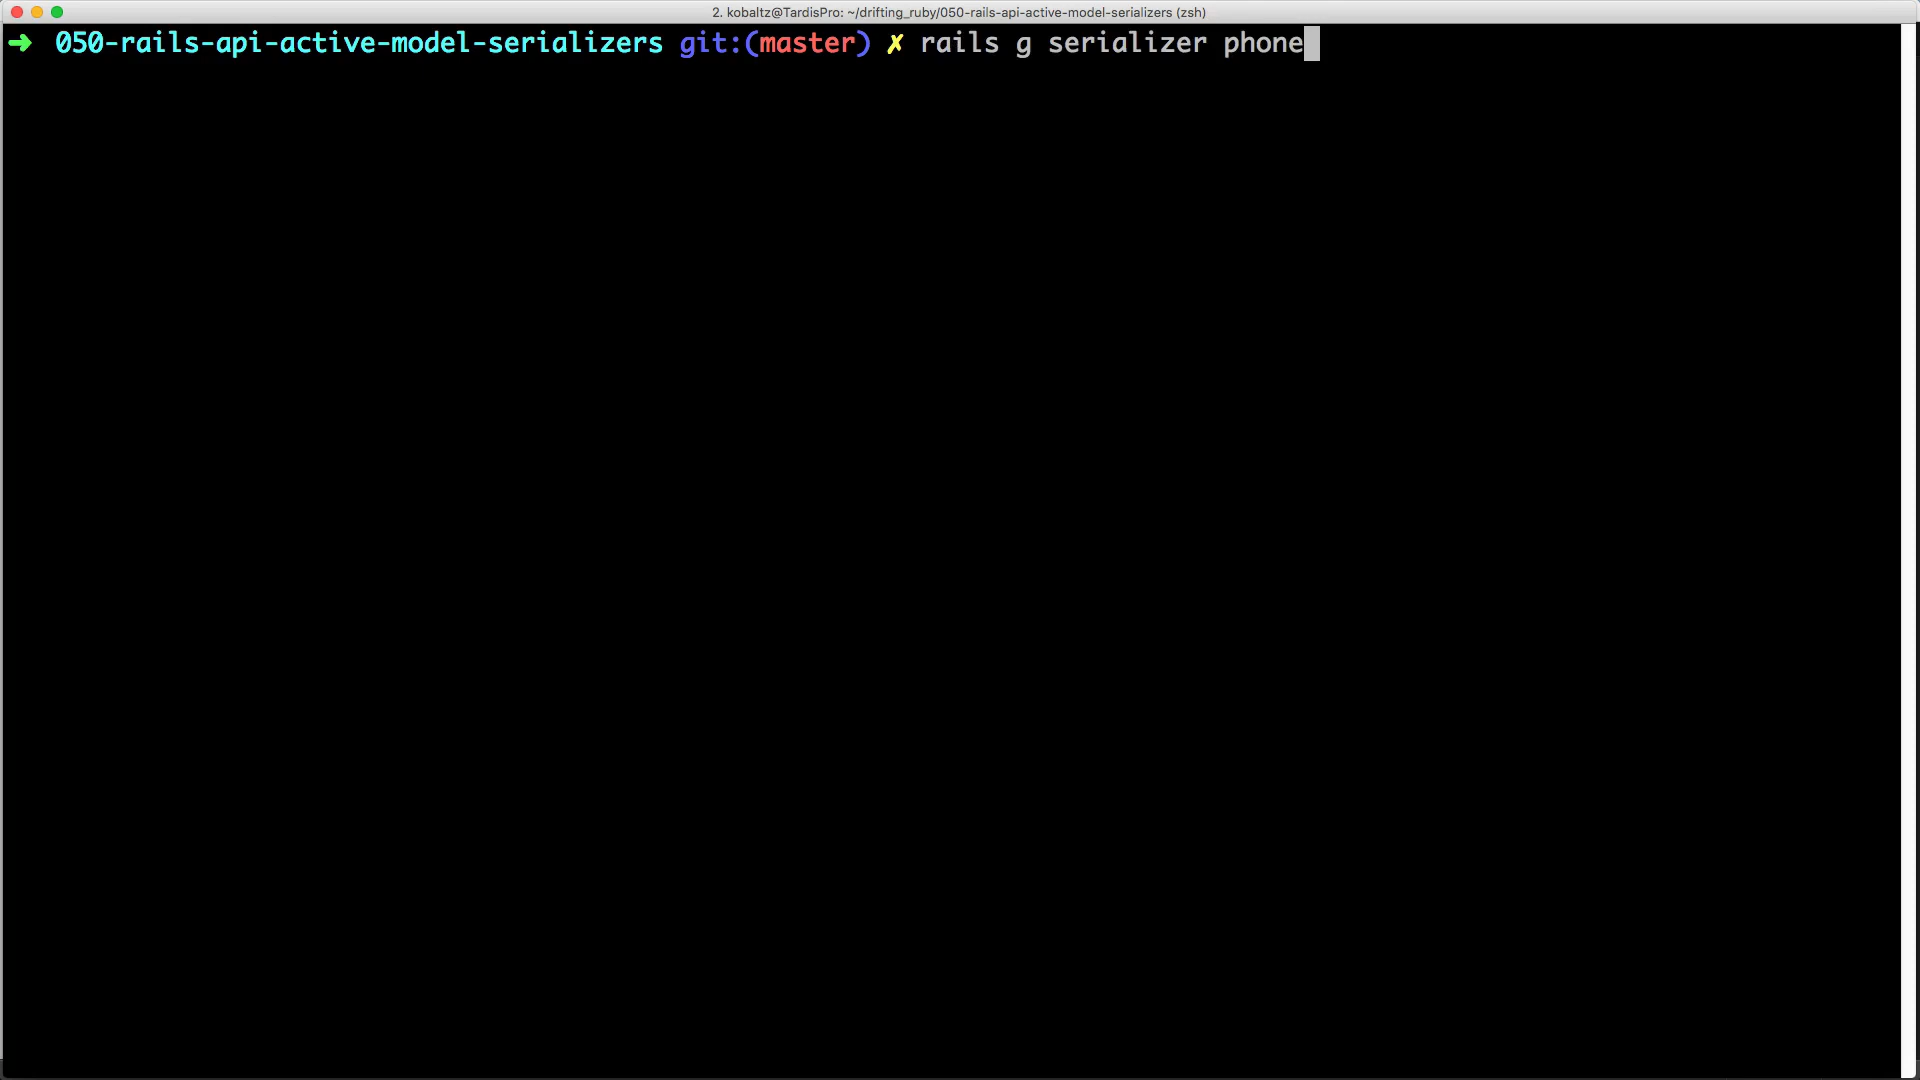 2. kobaltz@TardisPro: ~/drifting_ruby/050-rails-api-active-model-serializers (zsh)
➜ 050-rails-api-active-model-serializers git:(master) ✗ rails g serializer phone